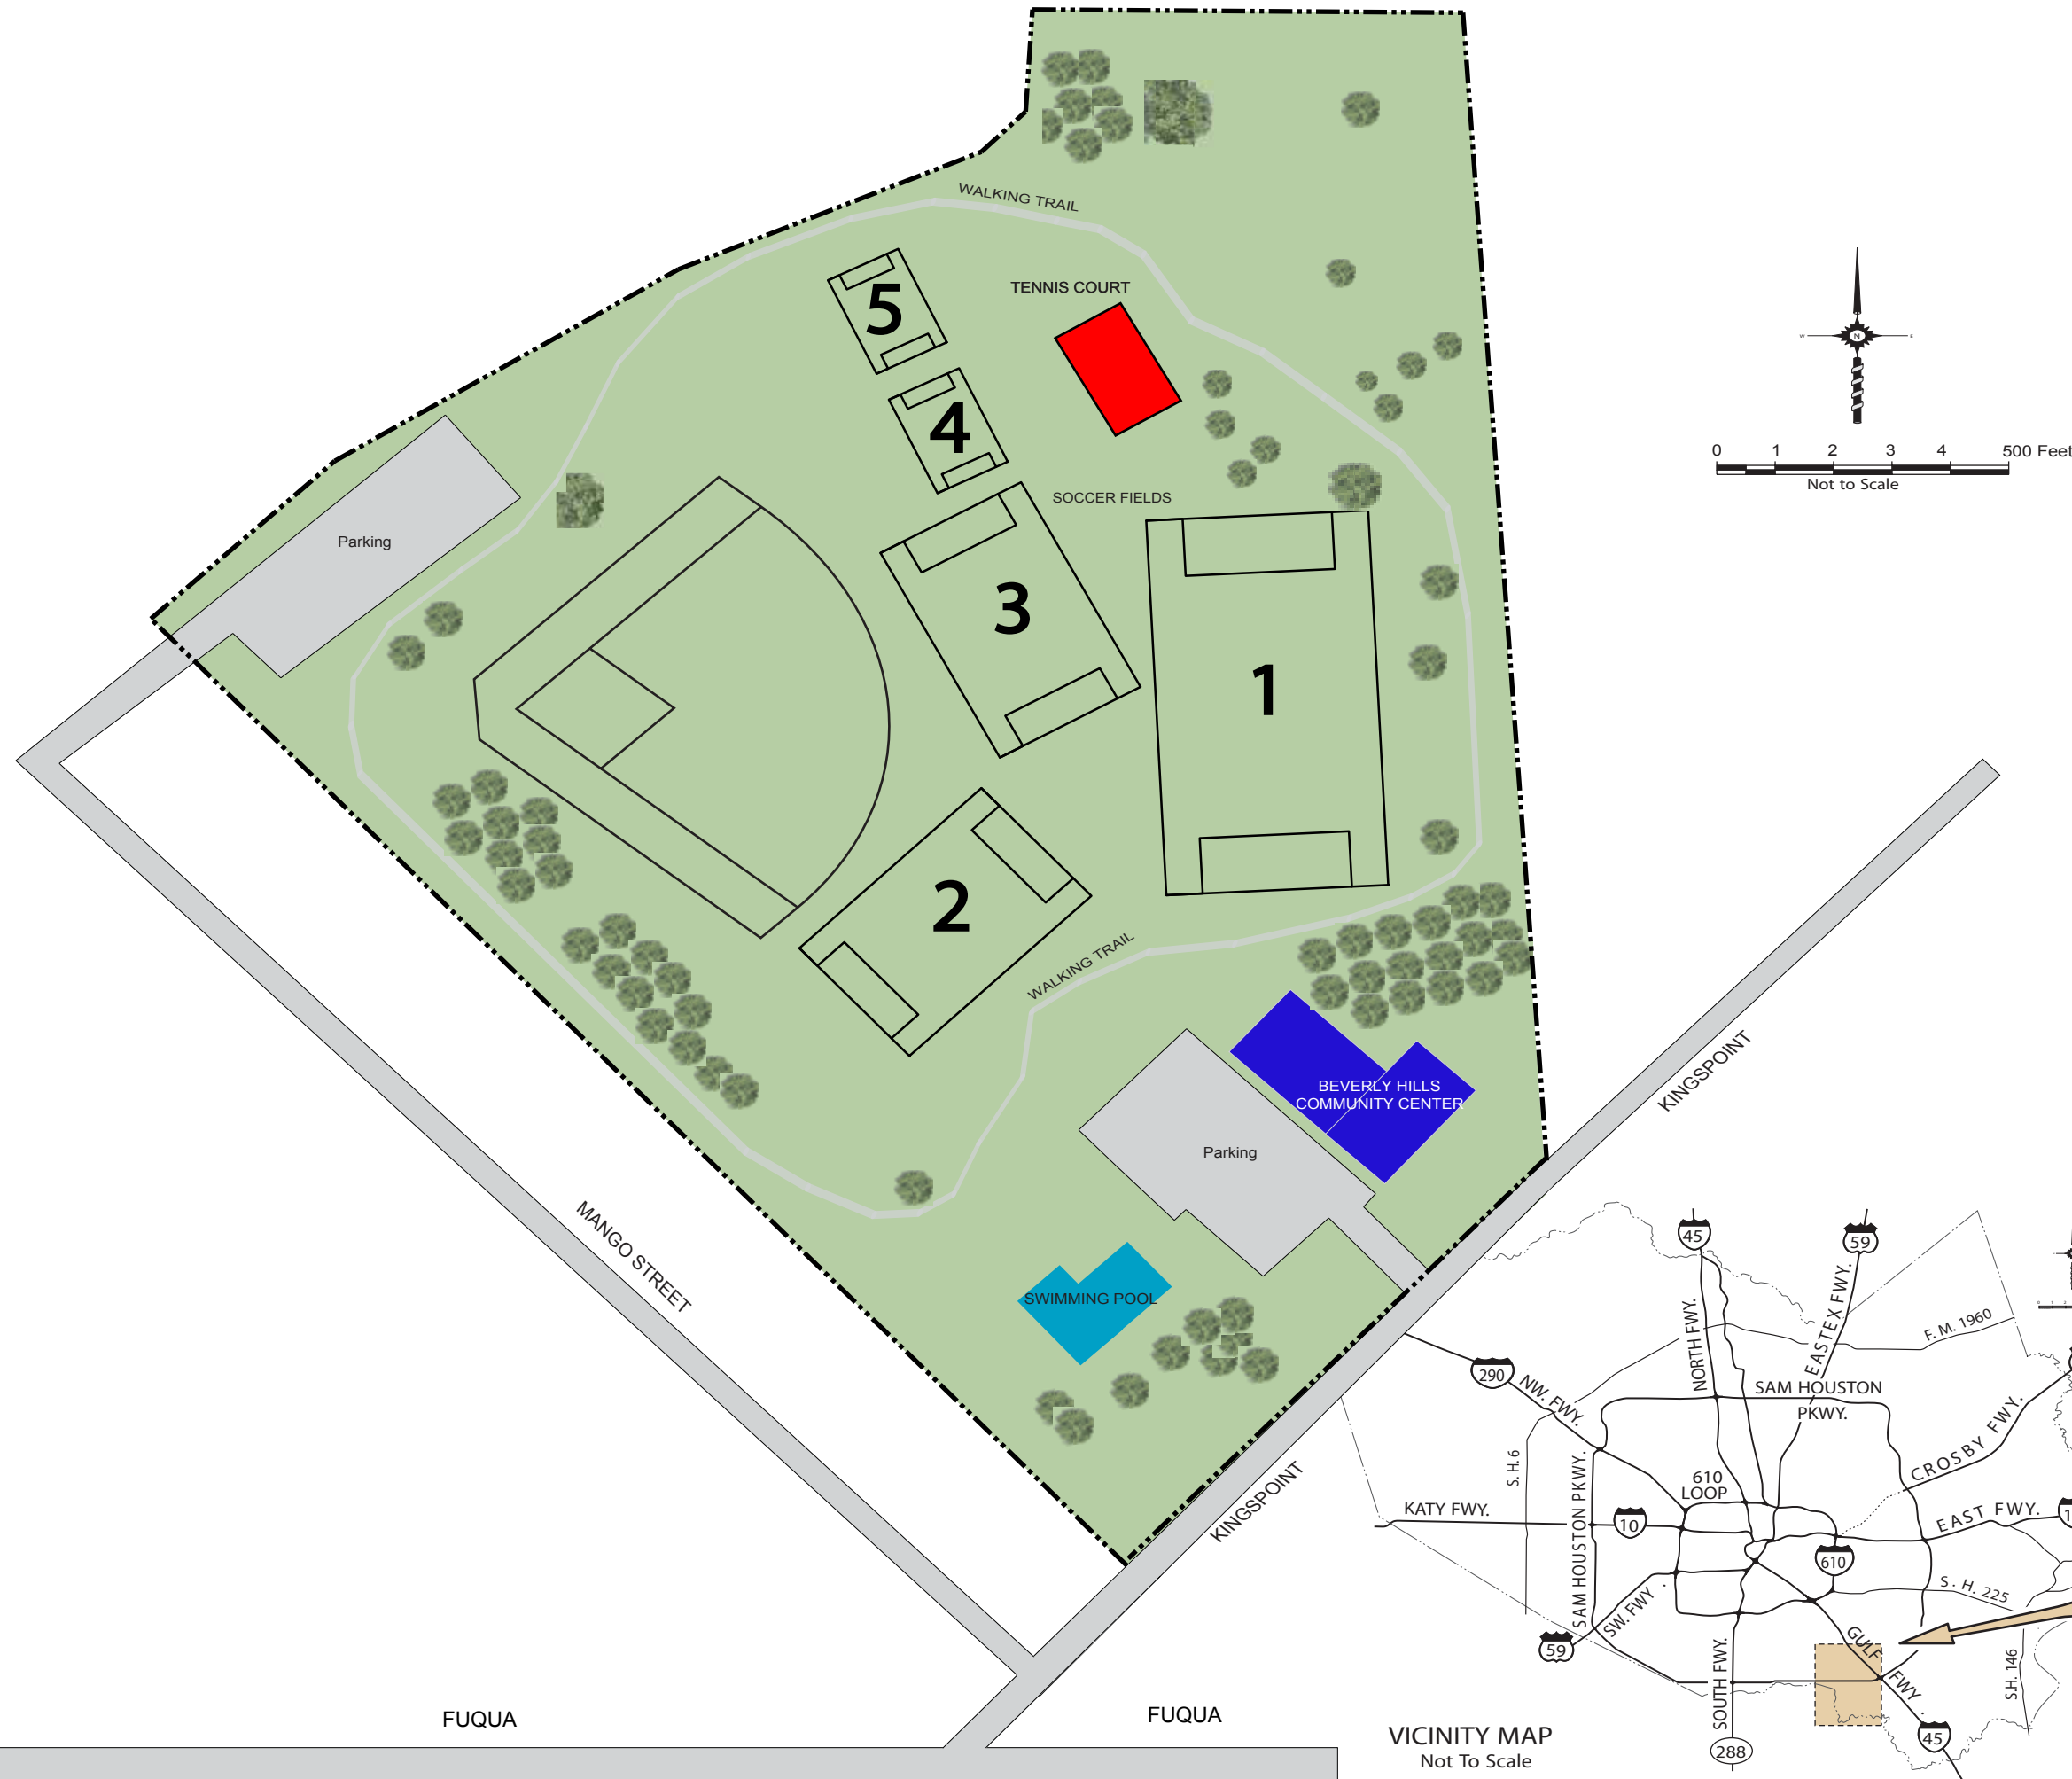 WALKING TRAIL
5
TENNIS COURT
4
SOCCER FIELDS
Parking
3
1
2
WALKING TRAIL
BEVERLY HILLS
COMMUNITY CENTER
Parking
SWIMMING POOL
MANGO STREET
KINGSPOINT
KINGSPOINT
FUQUA
FUQUA
W N E
0 1 2 3 4 500 Feet
Not to Scale
45
59
NORTH FWY.
EASTEX FWY.
F. M. 1960
290
NW. FWY.
SAM HOUSTON
PKWY.
CROSBY FWY.
S. H. 6
SAM HOUSTON PKWY.
610
LOOP
KATY FWY.
10
EAST FWY.
1
610
S. H. 225
SW. FWY.
59
GULF FWY.
SOUTH FWY.
S.H. 146
288
45
VICINITY MAP
Not To Scale